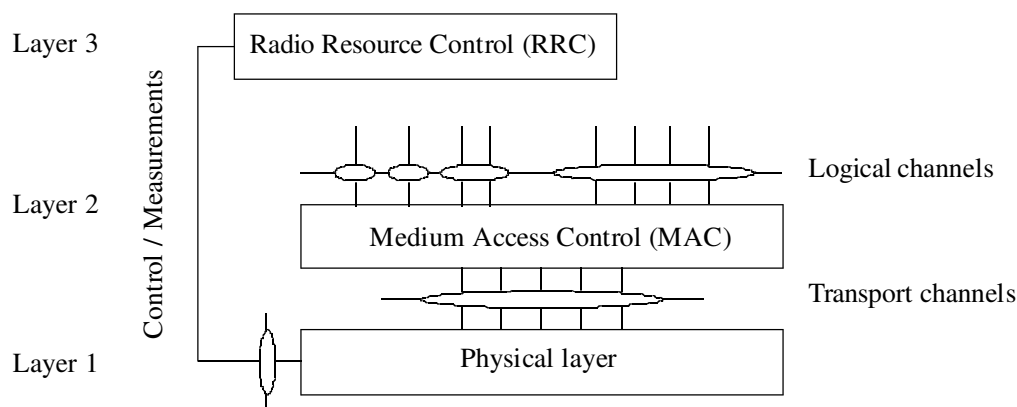 Layer 3
Radio Resource Control (RRC)
Control / Measurements
Logical channels
Layer 2
Medium Access Control (MAC)
Transport channels
Layer 1
Physical layer